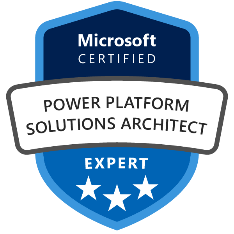 Microsoft
CERTIFIED
POWER PLATFORM
SOLUTIONS ARCHITECT
EXPERT